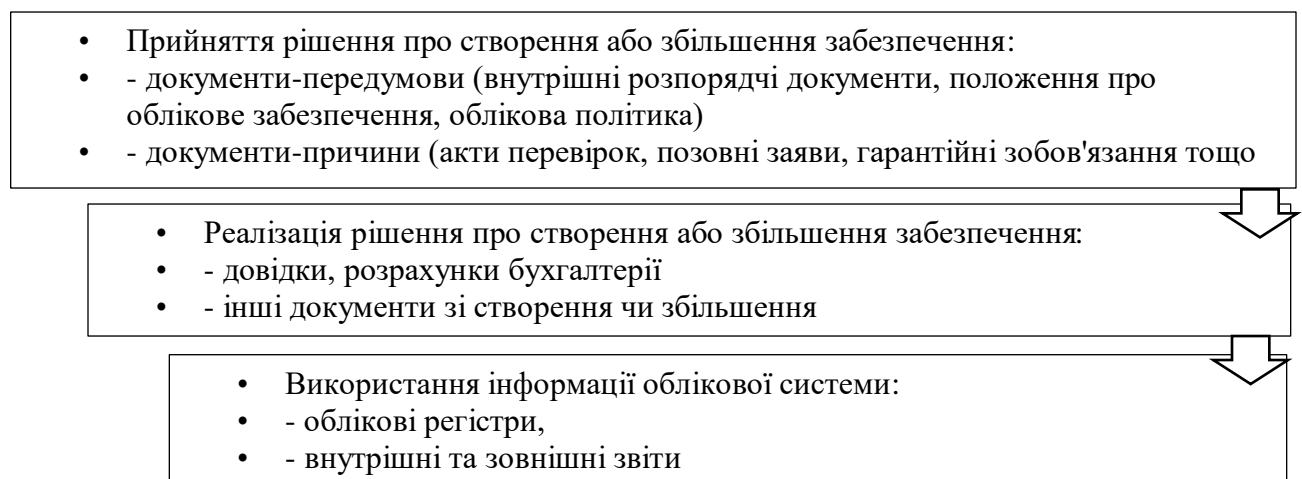 • Прийняття рішення про створення або збільшення забезпечення:
• - документи-передумови (внутрішні розпорядчі документи, положення про
облікове забезпечення, облікова політика)
• - документи-причини (акти перевірок, позовні заяви, гарантійні зобов'язання тощо
• Реалізація рішення про створення або збільшення забезпечення:
• - довідки, розрахунки бухгалтерії
• - інші документи зі створення чи збільшення
• Використання інформації облікової системи:
• - облікові регістри,
• - внутрішні та зовнішні звіти